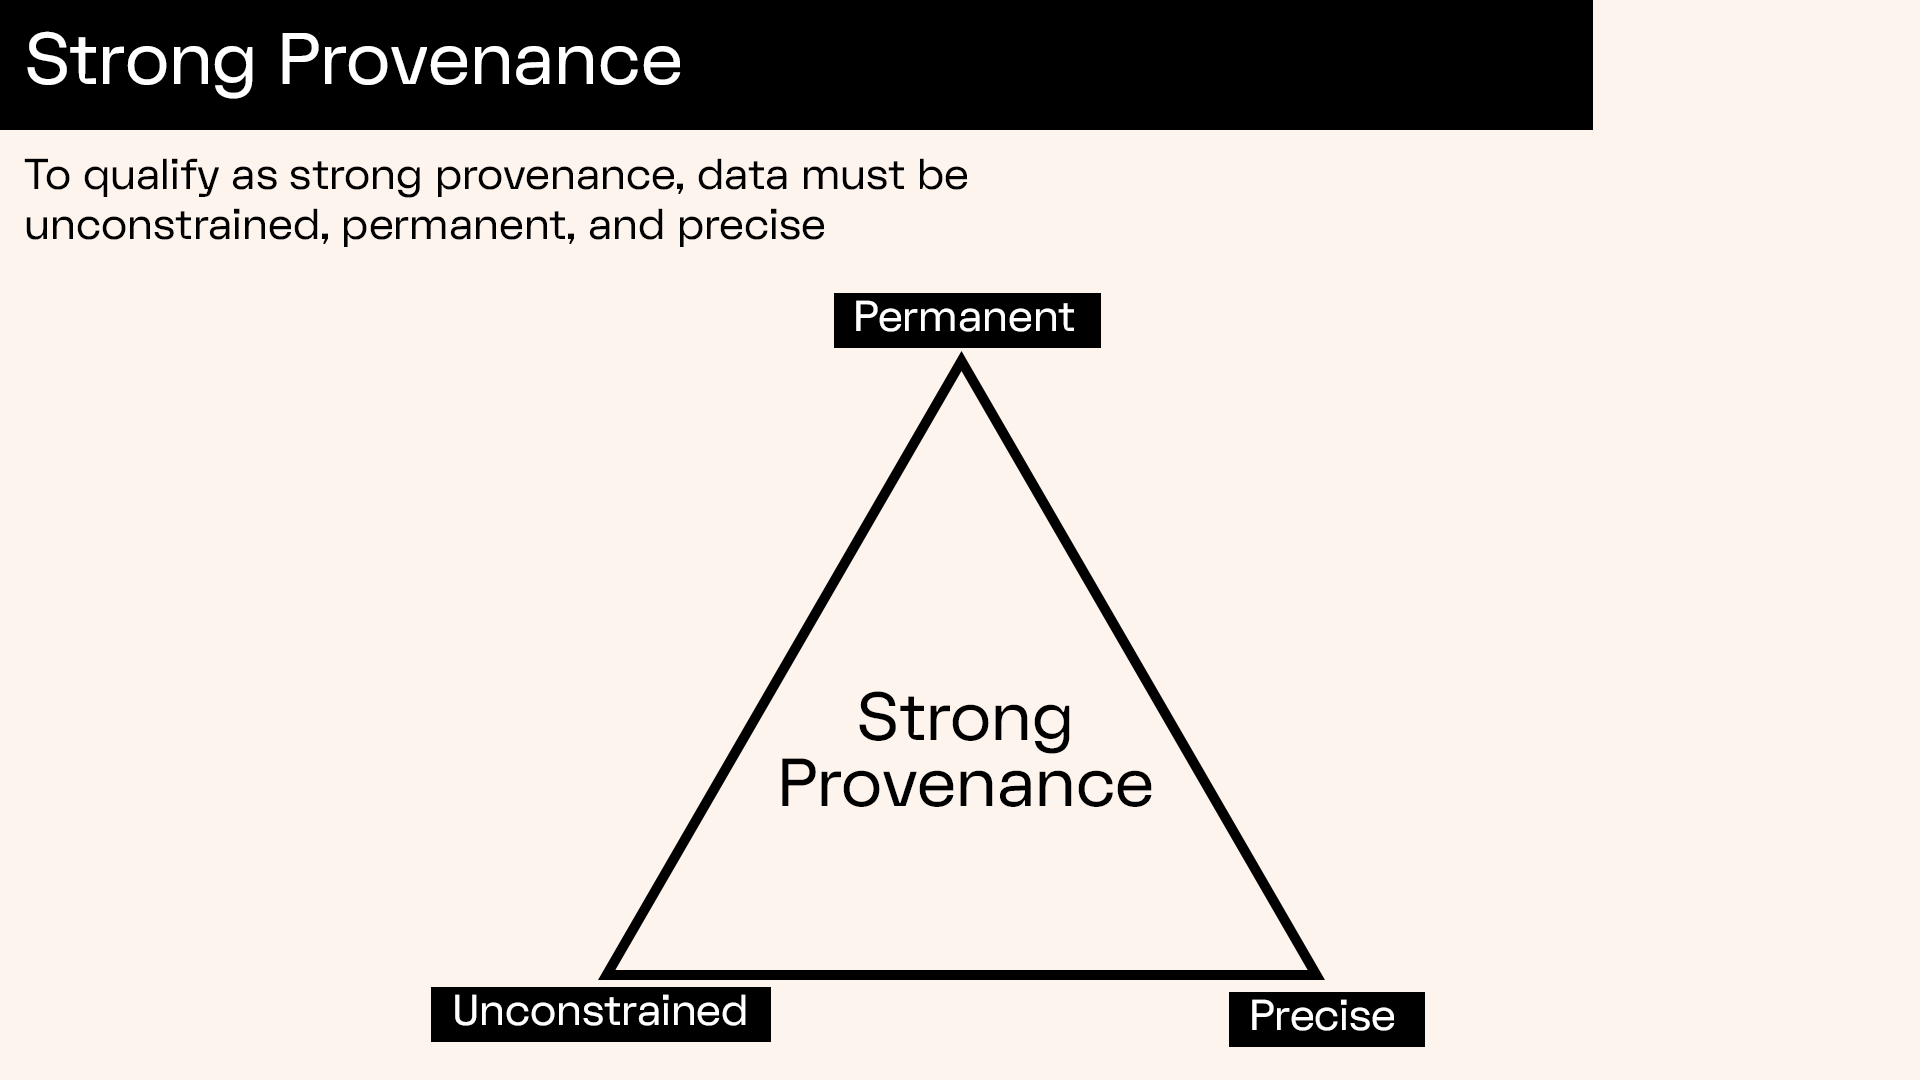 Strong Provenance
To qualify as strong provenance, data must be
unconstrained, permanent, and precise
Permanent
Strong
Provenance
Unconstrained
Precise